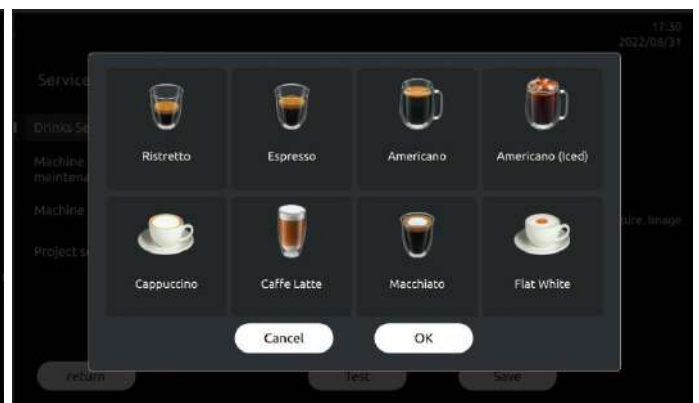 17:30
2022/08/31
Service
Drinks Se
Ristretto
Espresso
Americano
Americano (Iced)
Machine
maintena
Machine
ture, Image
Project s
Cappuccino
Caffe Latte
Macchiato
Flat White
Cancel
OK
return
Test
Save